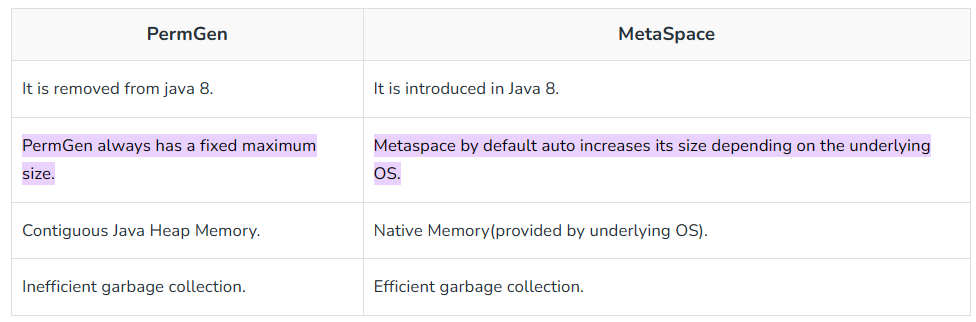 PermGen
MetaSpace
It is removed from java 8.
It is introduced in Java 8.
PermGen always has a fixed maximum
size.
Metaspace by default auto increases its size depending on the underlying
OS.
Contiguous Java Heap Memory.
Native Memory(provided by underlying OS).
Inefficient garbage collection.
Efficient garbage collection.